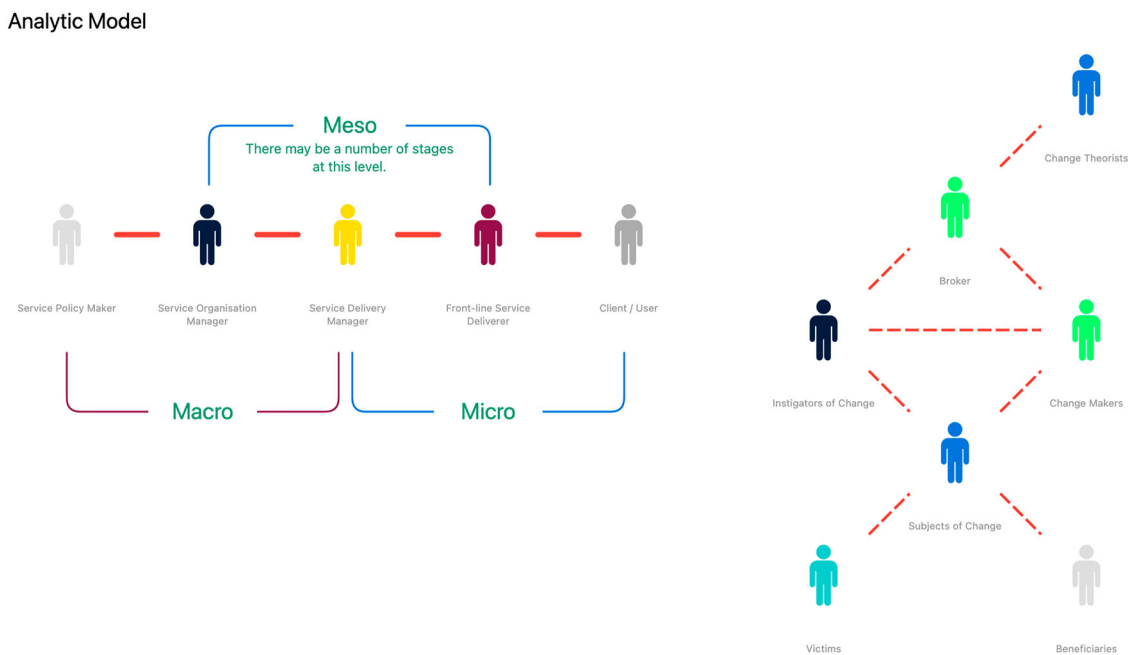 Analytic Model
Meso
There may be a number of stages
at this level.
Service Policy Maker
Service Organisation
Manager
Service Delivery
Manager
Front-line Service
Deliverer
Client / User
Macro
Micro
Change Theorists
Broker
Instigators of Change
Change Makers
Subjects of Change
Victims
Beneficiaries